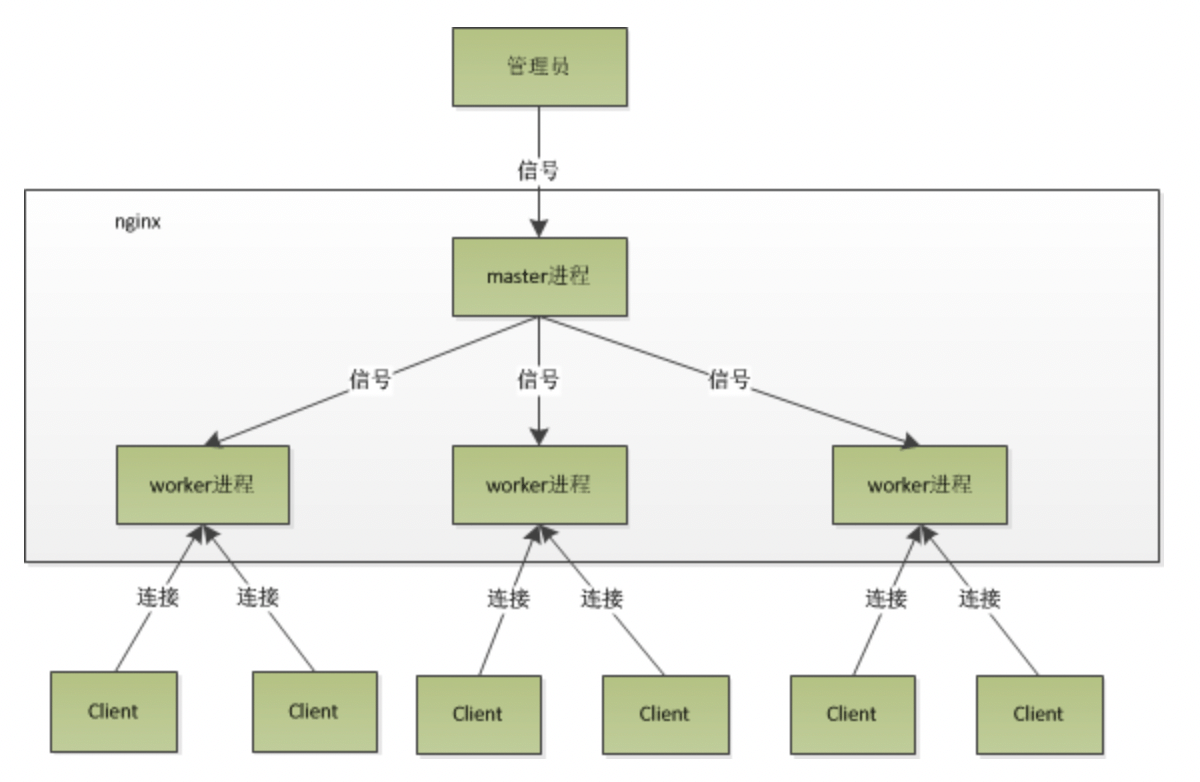 管理员
信号
nginx
master进程
信号
信号
信号
worker进程
worker进程
worker进程
连接
连接
连接
连接
连接
连接
Client
Client
Client
Client
Client
Client